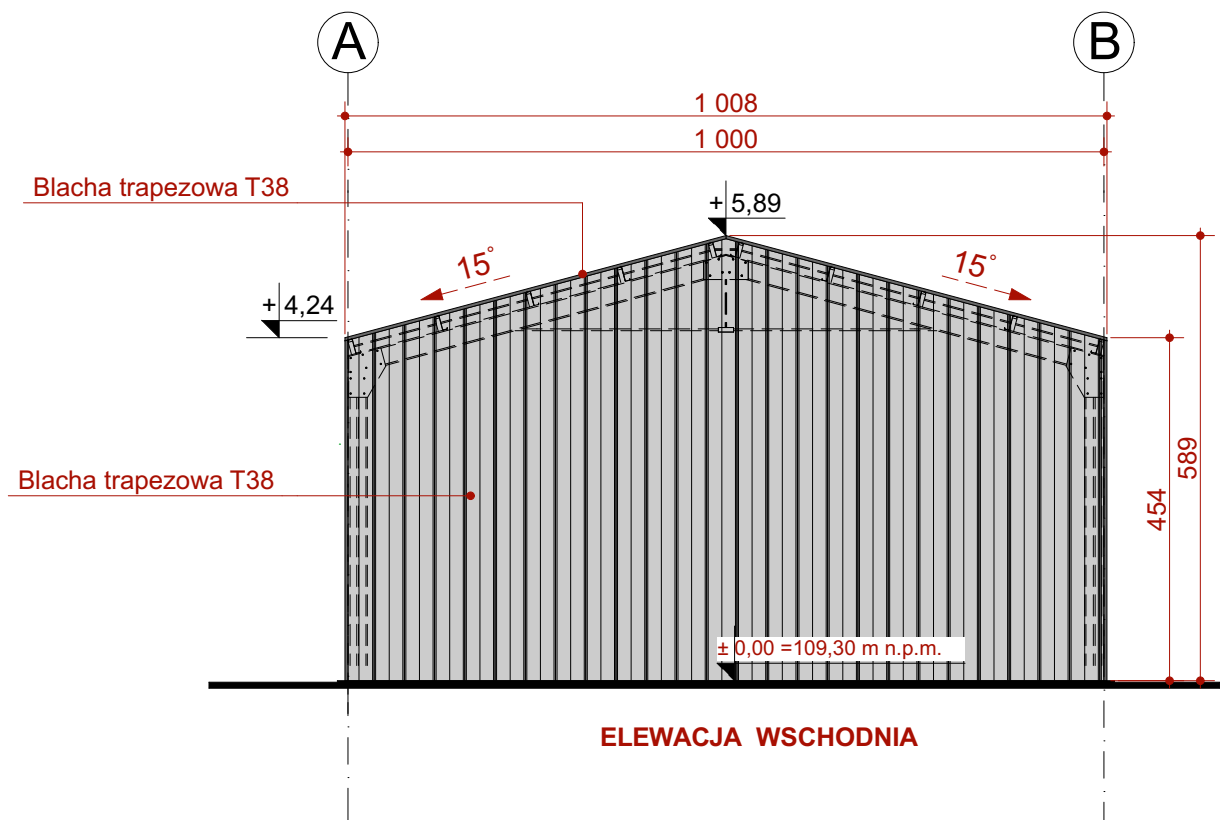 A
B
1 008
1 000
Blacha trapezowa T38
+ 5,89
15°
15°
+ 4,24
Blacha trapezowa T38
589
454
± 0,00 =109,30 m n.p.m.
ELEWACJA WSCHODNIA